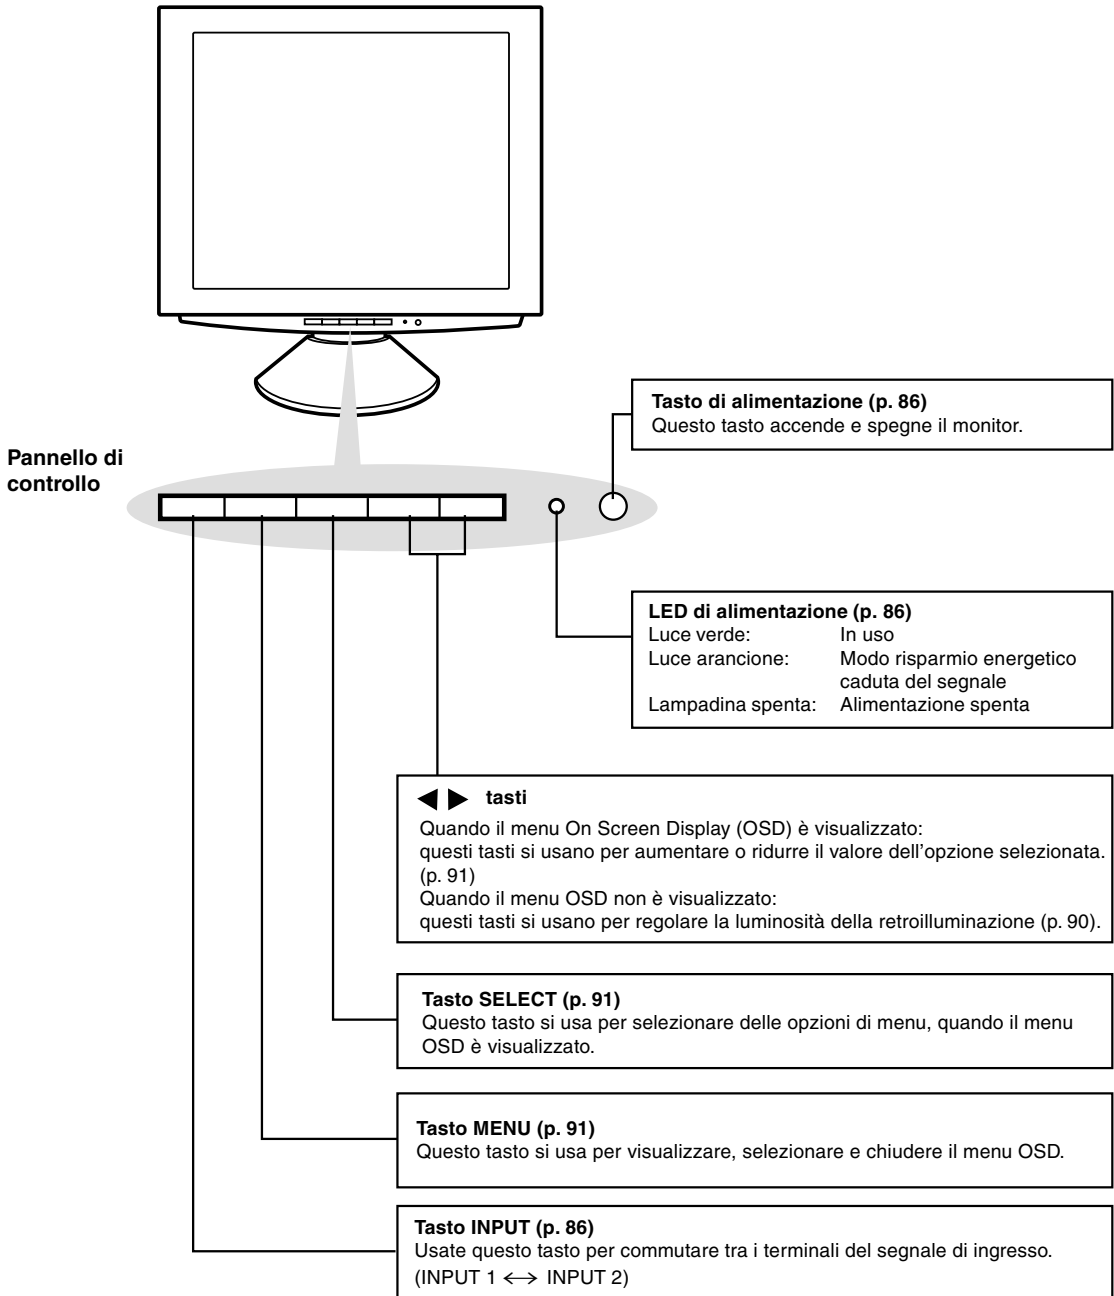 Tasto di alimentazione (p. 86)
Questo tasto accende e spegne il monitor.
Pannello di
controllo
LED di alimentazione (p. 86)
Luce verde: In uso
Luce arancione: Modo risparmio energetico
caduta del segnale
Lampadina spenta: Alimentazione spenta
◀ ▶ tasti
Quando il menu On Screen Display (OSD) è visualizzato:
questi tasti si usano per aumentare o ridurre il valore dell'opzione selezionata.
(p. 91)
Quando il menu OSD non è visualizzato:
questi tasti si usano per regolare la luminosità della retroilluminazione (p. 90).
Tasto SELECT (p. 91)
Questo tasto si usa per selezionare delle opzioni di menu, quando il menu
OSD è visualizzato.
Tasto MENU (p. 91)
Questo tasto si usa per visualizzare, selezionare e chiudere il menu OSD.
Tasto INPUT (p. 86)
Usate questo tasto per commutare tra i terminali del segnale di ingresso.
(INPUT 1 ↔ INPUT 2)